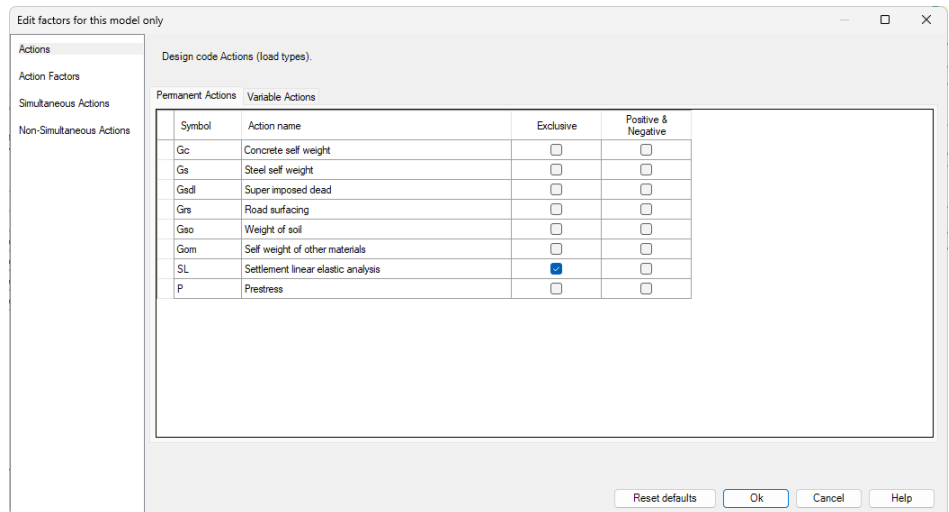 Edit factors for this model only
Actions
Action Factors
Simultaneous Actions
Non-Simultaneous Actions
Design code Actions (load types).
Permanent Actions Variable Actions
Symbol Action name Exclusive Positive &
Negative
Gc Concrete self weight
Gs Steel self weight
Gsdl Super imposed dead
Grs Road surfacing
Gso Weight of soil
Gom Self weight of other materials
SL Settlement linear elastic analysis
P Prestress
Reset defaults Ok Cancel Help